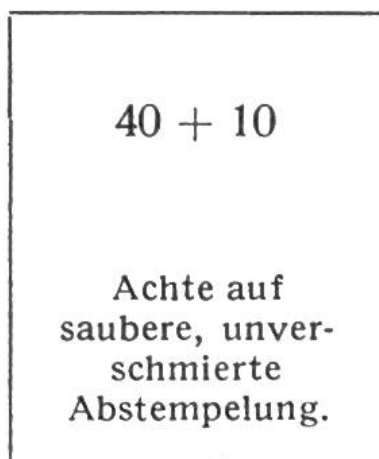 40 + 10
Achte auf
saubere, unver-
schmierte
Abstempelung.